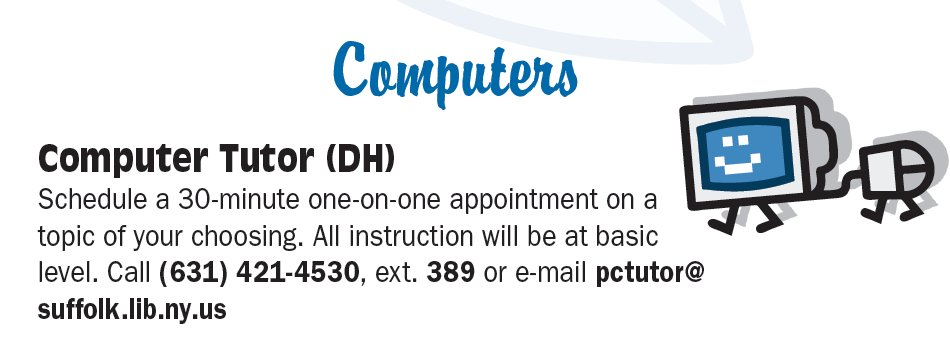 Computers
Computer Tutor (DH)
Schedule a 30-minute one-on-one appointment on a
topic of your choosing. All instruction will be at basic
level. Call (631) 421-4530, ext. 389 or e-mail pctutor@
suffolk.lib.ny.us